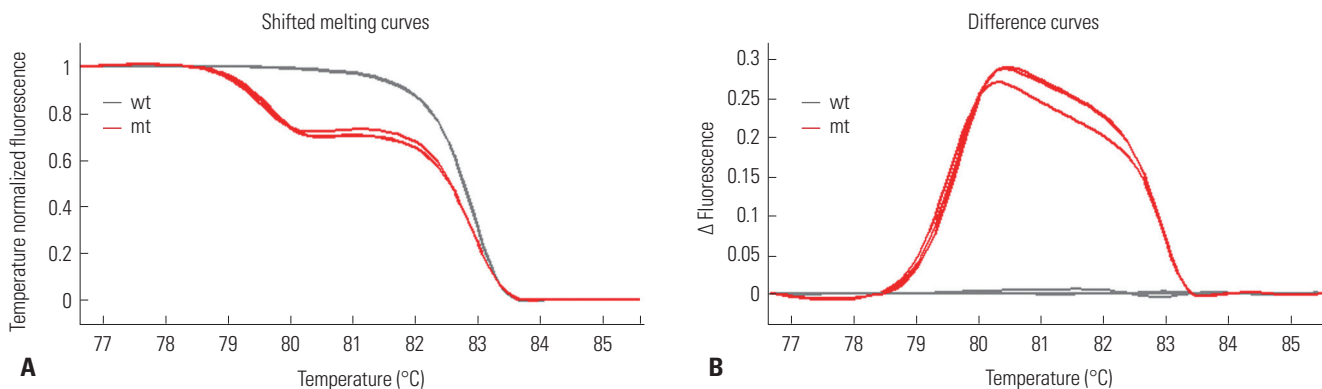 Shifted melting curves
Temperature normalized fluorescence
1
0.8
0.6
0.4
0.2
0
wt
mt
77 78 79 80 81 82 83 84 85
Temperature (°C)
A
Difference curves
Δ Fluorescence
0.3
0.25
0.2
0.15
0.1
0.05
0
wt
mt
77 78 79 80 81 82 83 84 85
Temperature (°C)
B